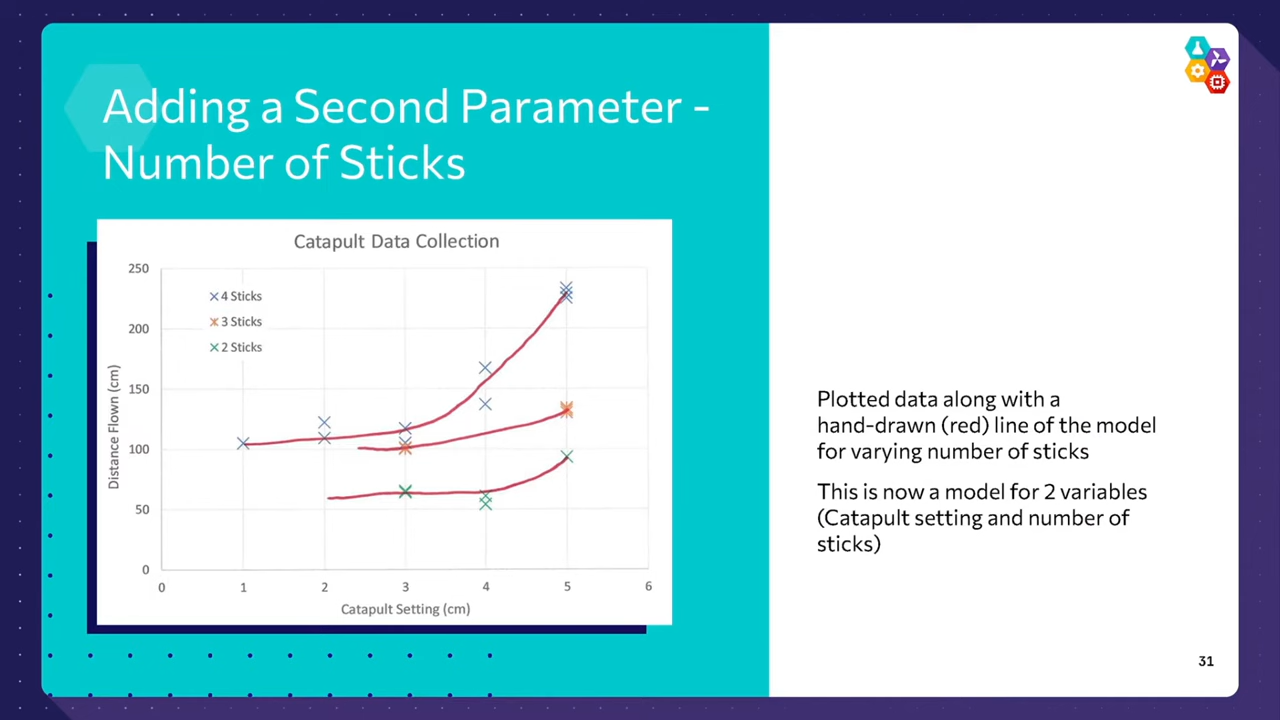 Adding a Second Parameter -
Number of Sticks
Catapult Data Collection
250
200
150
100
50
0
Distance Flown (cm)
4 Sticks
3 Sticks
2 Sticks
0 1 2 3 4 5 6
Catapult Setting (cm)
Plotted data along with a
hand-drawn (red) line of the model
for varying number of sticks
This is now a model for 2 variables
(Catapult setting and number of
sticks)
31